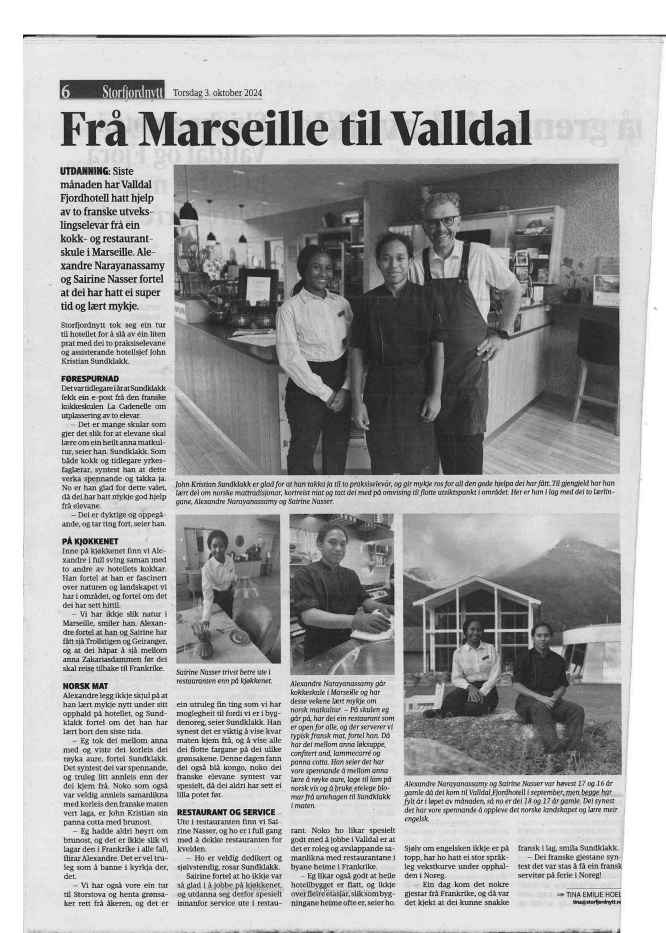 6 Storfjordnytt Torsdag 3. oktober 2024
Frå Marseille til Valldal
UTDANNING: Siste
månaden har Valldal
Fjordhotell hatt hjelp
av to franske utveks-
lingselevar frå ein
kokk- og restaurant-
skule i Marseille. Ale-
xandre Narayanassamy
og Sairine Nasser fortel
at dei har hatt ei super
tid og lært mykje.
Storfjordnytt tok seg ein tur
til hotellet for å slå av ein liten
prat med dei to praksiselevane
og assisterande hotellsjef John
Kristian Sundklakk.
FØRESPURNAD
Det var tidlegare i år at Sundklakk
fekk ein e-post frå den franske
kokkeskulen La Cadenelle om
utplassering av to elevar.
– Det er mange skular som
gjer det slik for at elevane skal
lære om ein heilt anna matkul-
tur, seier han. Sundklakk. Som
både kokk og tidlegare yrkes-
faglærar, syntest han at dette
verka spennande og takka ja.
No er han glad for dette valet,
då dei har hatt mykje god hjelp
frå elevane.
– Dei er dyktige og oppegå-
ande, og tar ting fort, seier han.
PÅ KJØKKENET
Inne på kjøkkenet finn vi Ale-
xandre i full sving saman med
to andre av hotellets kokkar.
Han fortel at han er fascinert
over naturen og landskapet vi
har i området, og fortel om det
dei har sett hittil.
– Vi har ikkje slik natur i
Marseille, smiler han. Alexan-
dre fortel at han og Sairine har
fått sjå Trollstigen og Geiranger,
og at dei håpar å sjå mellom
anna Zakariasdammen før dei
skal reise tilbake til Frankrike.
NORSK MAT
Alexandre legg ikkje skjul på at
han har lært mykje nytt under sitt
opphald på hotellet, og Sund-
klakk fortel om det han har
lært bort den siste tida.
– Eg tok dei mellom anna
med og viste dei korleis dei
røyka aure, fortel Sundklakk.
Det syntest dei var spennande,
og truleg litt annleis enn der
dei kjem frå. Noko som også
var veldig annleis samanlikna
med korleis den franske maten
vert laga, er John Kristian sin
panna cotta med brunost.
– Eg hadde aldri høyrt om
brunost, og det er ikkje slik vi
lagar den i Frankrike i alle fall,
flirar Alexandre. Det er vel tru-
leg som å banne i kyrkja, der,
det.
– Vi har også vore ein tur
til Storstova og henta grønsa-
ker rett frå åkeren, og det er
John Kristian Sundklakk er glad for at han takka ja til to praksiselevar, og gir mykje ros for all den gode hjelpa dei har fått. Til gjengjeld har han
lært dei om norske mattradisjonar, kortreist mat og tatt dei med på omvising til flotte utsiktspunkt i området. Her er han i lag med dei to lærlin-
gane, Alexandre Narayanassamy og Sairine Nasser.
Sairine Nasser trivst betre ute i
restauranten enn på kjøkkenet.
ein utruleg fin ting som vi har
moglegheit til fordi vi er i byg-
denoreg, seier Sundklakk. Han
synest det er viktig å vise kvar
maten kjem frå, og å vise alle
dei flotte fargane på dei ulike
grønsakene. Denne dagen fann
dei også blå kongo, noko dei
franske elevane syntest var
spesielt, då dei aldri har sett ei
lilla potet før.
RESTAURANT OG SERVICE
Ute i restauranten finn vi Sai-
rine Nasser, og ho er i full gang
med å dekke restauranten for
kvelden.
– Ho er veldig dedikert og
sjølvstendig, rosar Sundklakk.
Sairine fortel at ho ikkje var
så glad i å jobbe på kjøkkenet,
og utdanna seg derfor spesielt
innanfor service ute i restau-
Alexandre Narayanassamy går
kokkeskule i Marseille og har
desse vekene lært mykje om
norsk matkultur. – På skulen eg
går på, har dei ein restaurant som
er open for alle, og der serverer vi
typisk fransk mat, fortel han. Då
har dei mellom anna løksuppe,
confitert and, lammecarré og
panna cotta. Han seier det har
vore spennande å mellom anna
lære å røyke aure, lage til lam på
norsk vis og å bruke etelege blo-
mar frå urtehagen til Sundklakk
i maten.
rant. Noko ho likar spesielt
godt med å jobbe i Valldal er at
det er roleg og avslappande sa-
manlikna med restaurantane i
byane heime i Frankrike.
– Eg likar også godt at heile
hotellbygget er flatt, og ikkje
over fleire etasjar, slik som byg-
ningane heime ofte er, seier ho.
Alexandre Narayanassamy og Sairine Nasser var høvest 17 og 16 år
gamle då dei kom til Valldal Fjordhotell i september, men begge har
fylt år i løpet av månaden, så no er dei 18 og 17 år gamle. Dei synest
det har vore spennande å oppleve det norske landskapet og lære meir
engelsk.
Sjølv om engelsken ikkje er på
topp, har ho hatt ei stor språk-
leg vekstkurve under opphal-
den i Noreg.
– Ein dag kom det nokre
gjestar frå Frankrike, og då var
det kjekt at dei kunne snakke
fransk i lag, smila Sundklakk.
– Dei franske gjestane syn-
test det var stas å få ein fransk
servitør på ferie i Noreg!
TINA EMILIE HOEL
tina@storfjordnytt.no